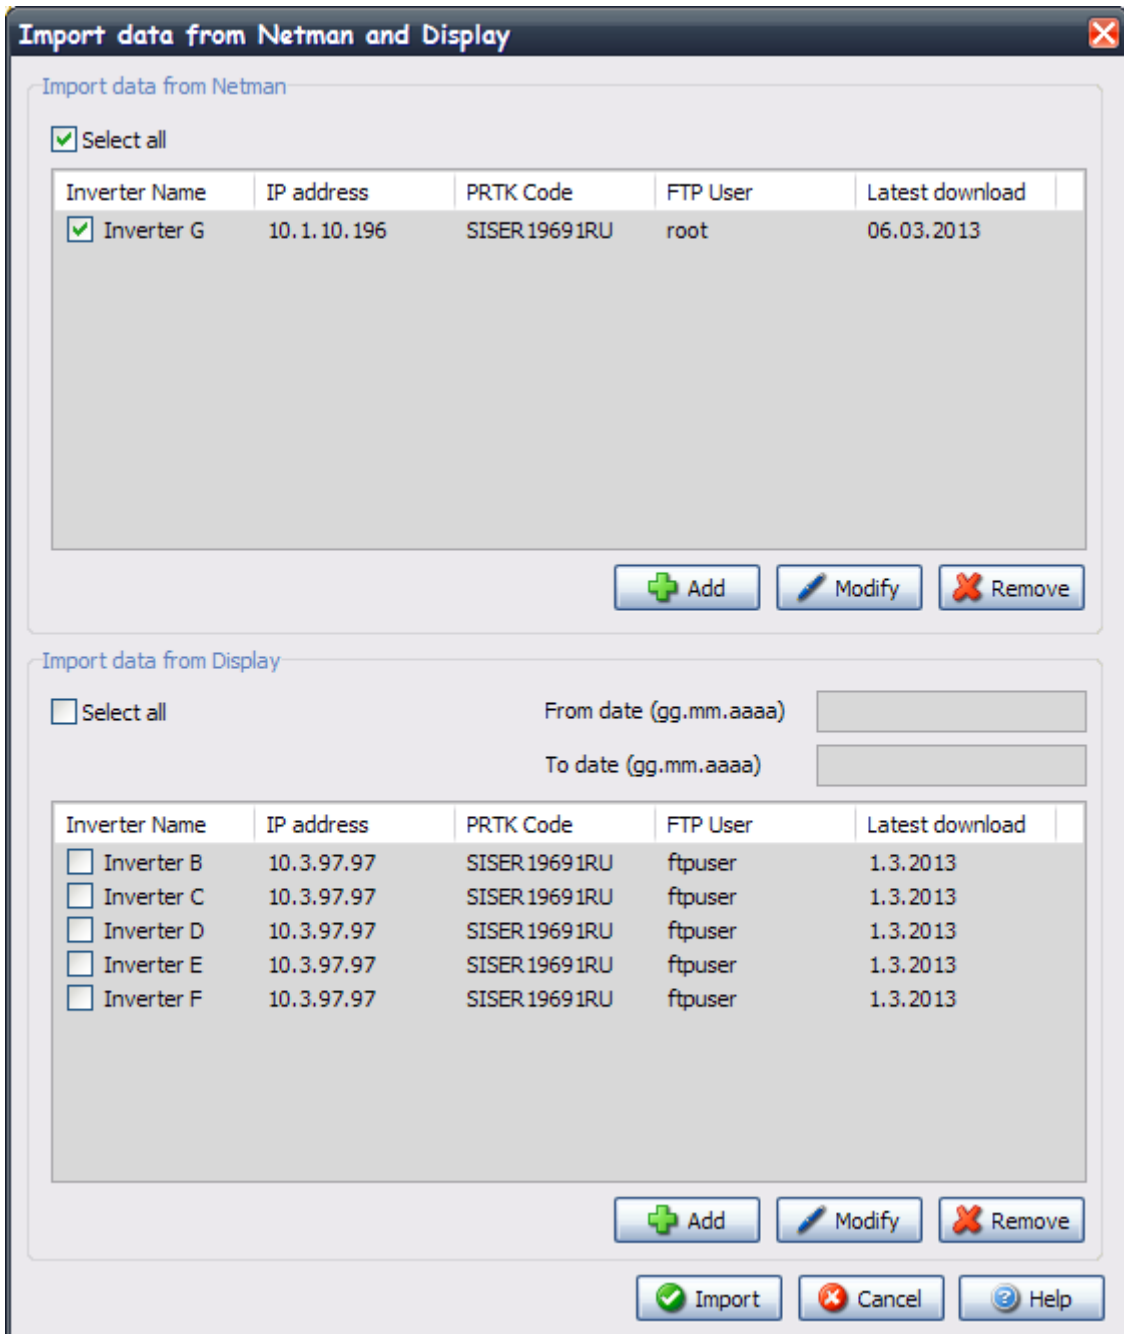 Import data from Netman and Display
Import data from Netman
Select all
Inverter Name IP address PRTK Code FTP User Latest download
Inverter G 10.1.10.196 SISER19691RU root 06.03.2013
Add Modify Remove
Import data from Display
Select all From date (gg.mm.aaaa)
To date (gg.mm.aaaa)
Inverter Name IP address PRTK Code FTP User Latest download
Inverter B 10.3.97.97 SISER19691RU ftpuser 1.3.2013
Inverter C 10.3.97.97 SISER19691RU ftpuser 1.3.2013
Inverter D 10.3.97.97 SISER19691RU ftpuser 1.3.2013
Inverter E 10.3.97.97 SISER19691RU ftpuser 1.3.2013
Inverter F 10.3.97.97 SISER19691RU ftpuser 1.3.2013
Add Modify Remove
Import Cancel Help